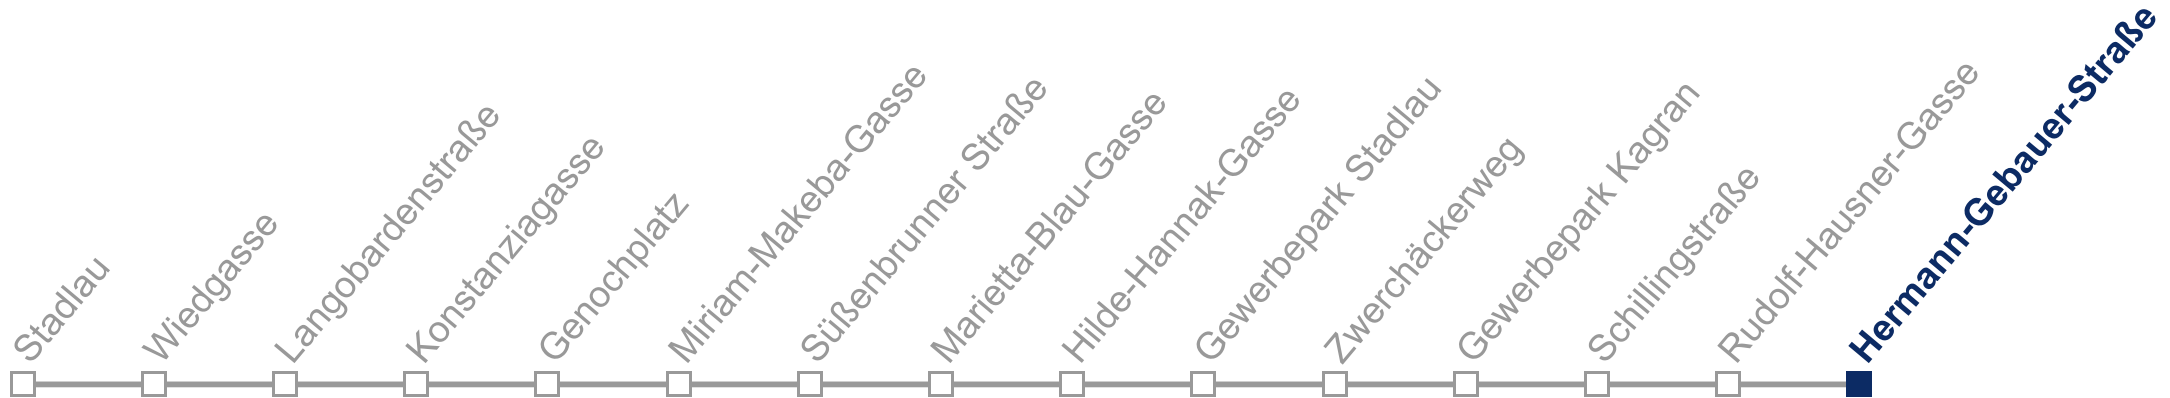 Stadlau
Wiedgasse
Langobardenstraße
Konstanziagasse
Genochplatz
Miriam-Makeba-Gasse
Süßenbrunner Straße
Marietta-Blau-Gasse
Hilde-Hannak-Gasse
Gewerbepark Stadlau
Zwerchäckerweg
Gewerbepark Kagran
Schillingstraße
Rudolf-Hausner-Gasse
Hermann-Gebauer-Straße